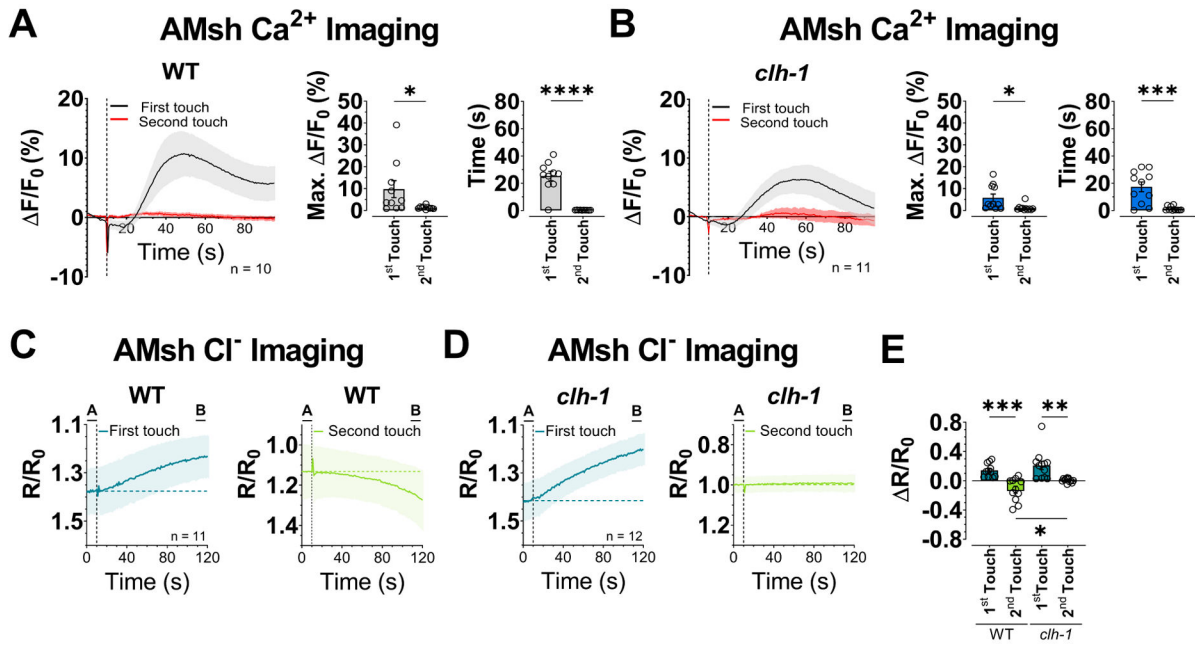 A
AMsh Ca2+ Imaging
WT
20
10
0
-10
ΔF/F0 (%)
First touch
Second touch
20 40 60 80
Time (s)
n = 10
Max. ΔF/F0 (%)
50
40
30
20
10
0
*
1st Touch
2nd Touch
Time (s)
80
60
40
20
0
****
1st Touch
2nd Touch
B
AMsh Ca2+ Imaging
clh-1
20
10
0
-10
ΔF/F0 (%)
First touch
Second touch
20 40 60 80
Time (s)
n = 11
Max. ΔF/F0 (%)
50
40
30
20
10
0
*
1st Touch
2nd Touch
Time (s)
80
60
40
20
0
***
1st Touch
2nd Touch
C
AMsh Cl- Imaging
WT
A B
First touch
R/R0
1.1
1.3
1.5
n = 11
0 40 80 120
Time (s)
WT
A B
Second touch
R/R0
1.0
1.2
1.4
0 40 80 120
Time (s)
D
AMsh Cl- Imaging
clh-1
A B
First touch
R/R0
1.1
1.3
1.5
n = 12
0 40 80 120
Time (s)
clh-1
A B
Second touch
R/R0
0.8
1.0
1.2
0 40 80 120
Time (s)
E
ΔR/R0
0.8
0.4
0.0
-0.4
-0.8
*** **
*
1st Touch
2nd Touch
1st Touch
2nd Touch
WT clh-1